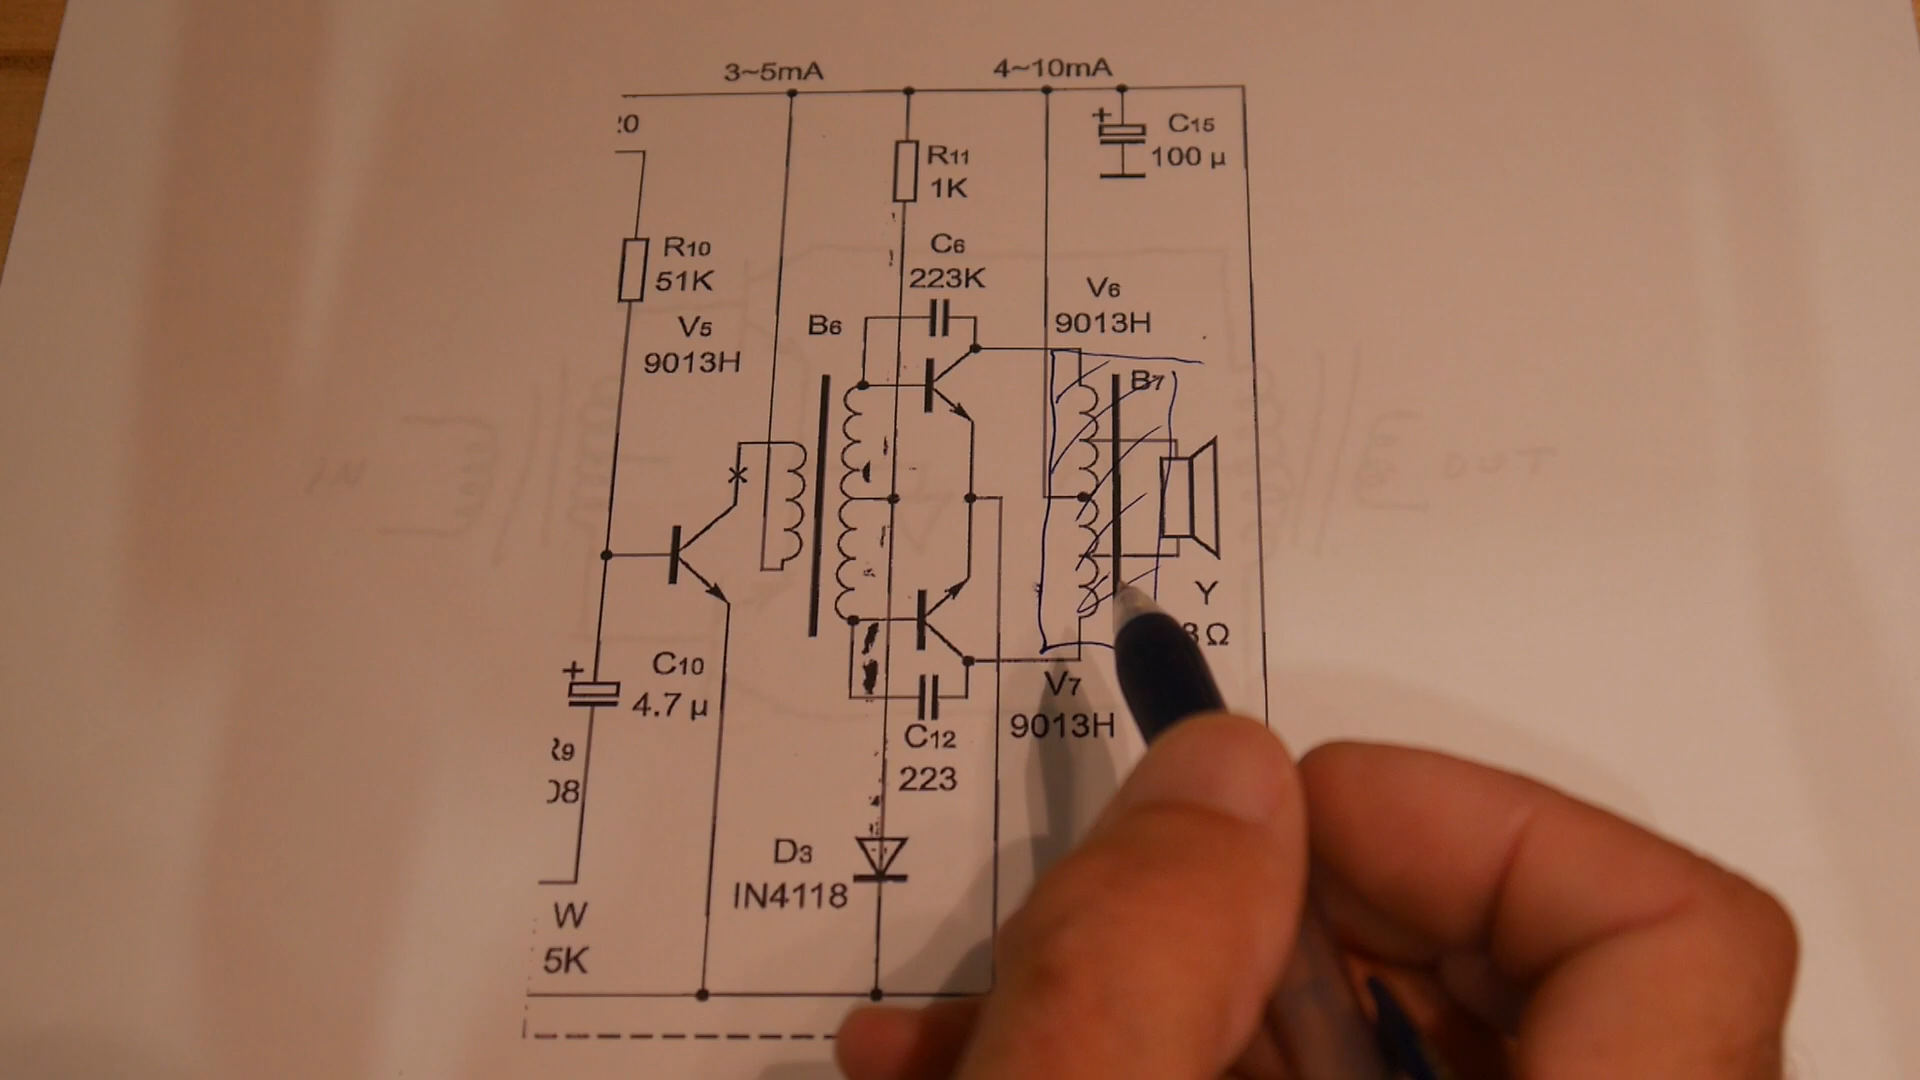 3~5mA
4~10mA
C15
100 µ
R11
1K
R10
51K
C6
223K
V6
9013H
V5
9013H
B6
B7
Y
Ω
C10
4.7 µ
V7
9013H
C12
223
D3
IN4118
W
5K